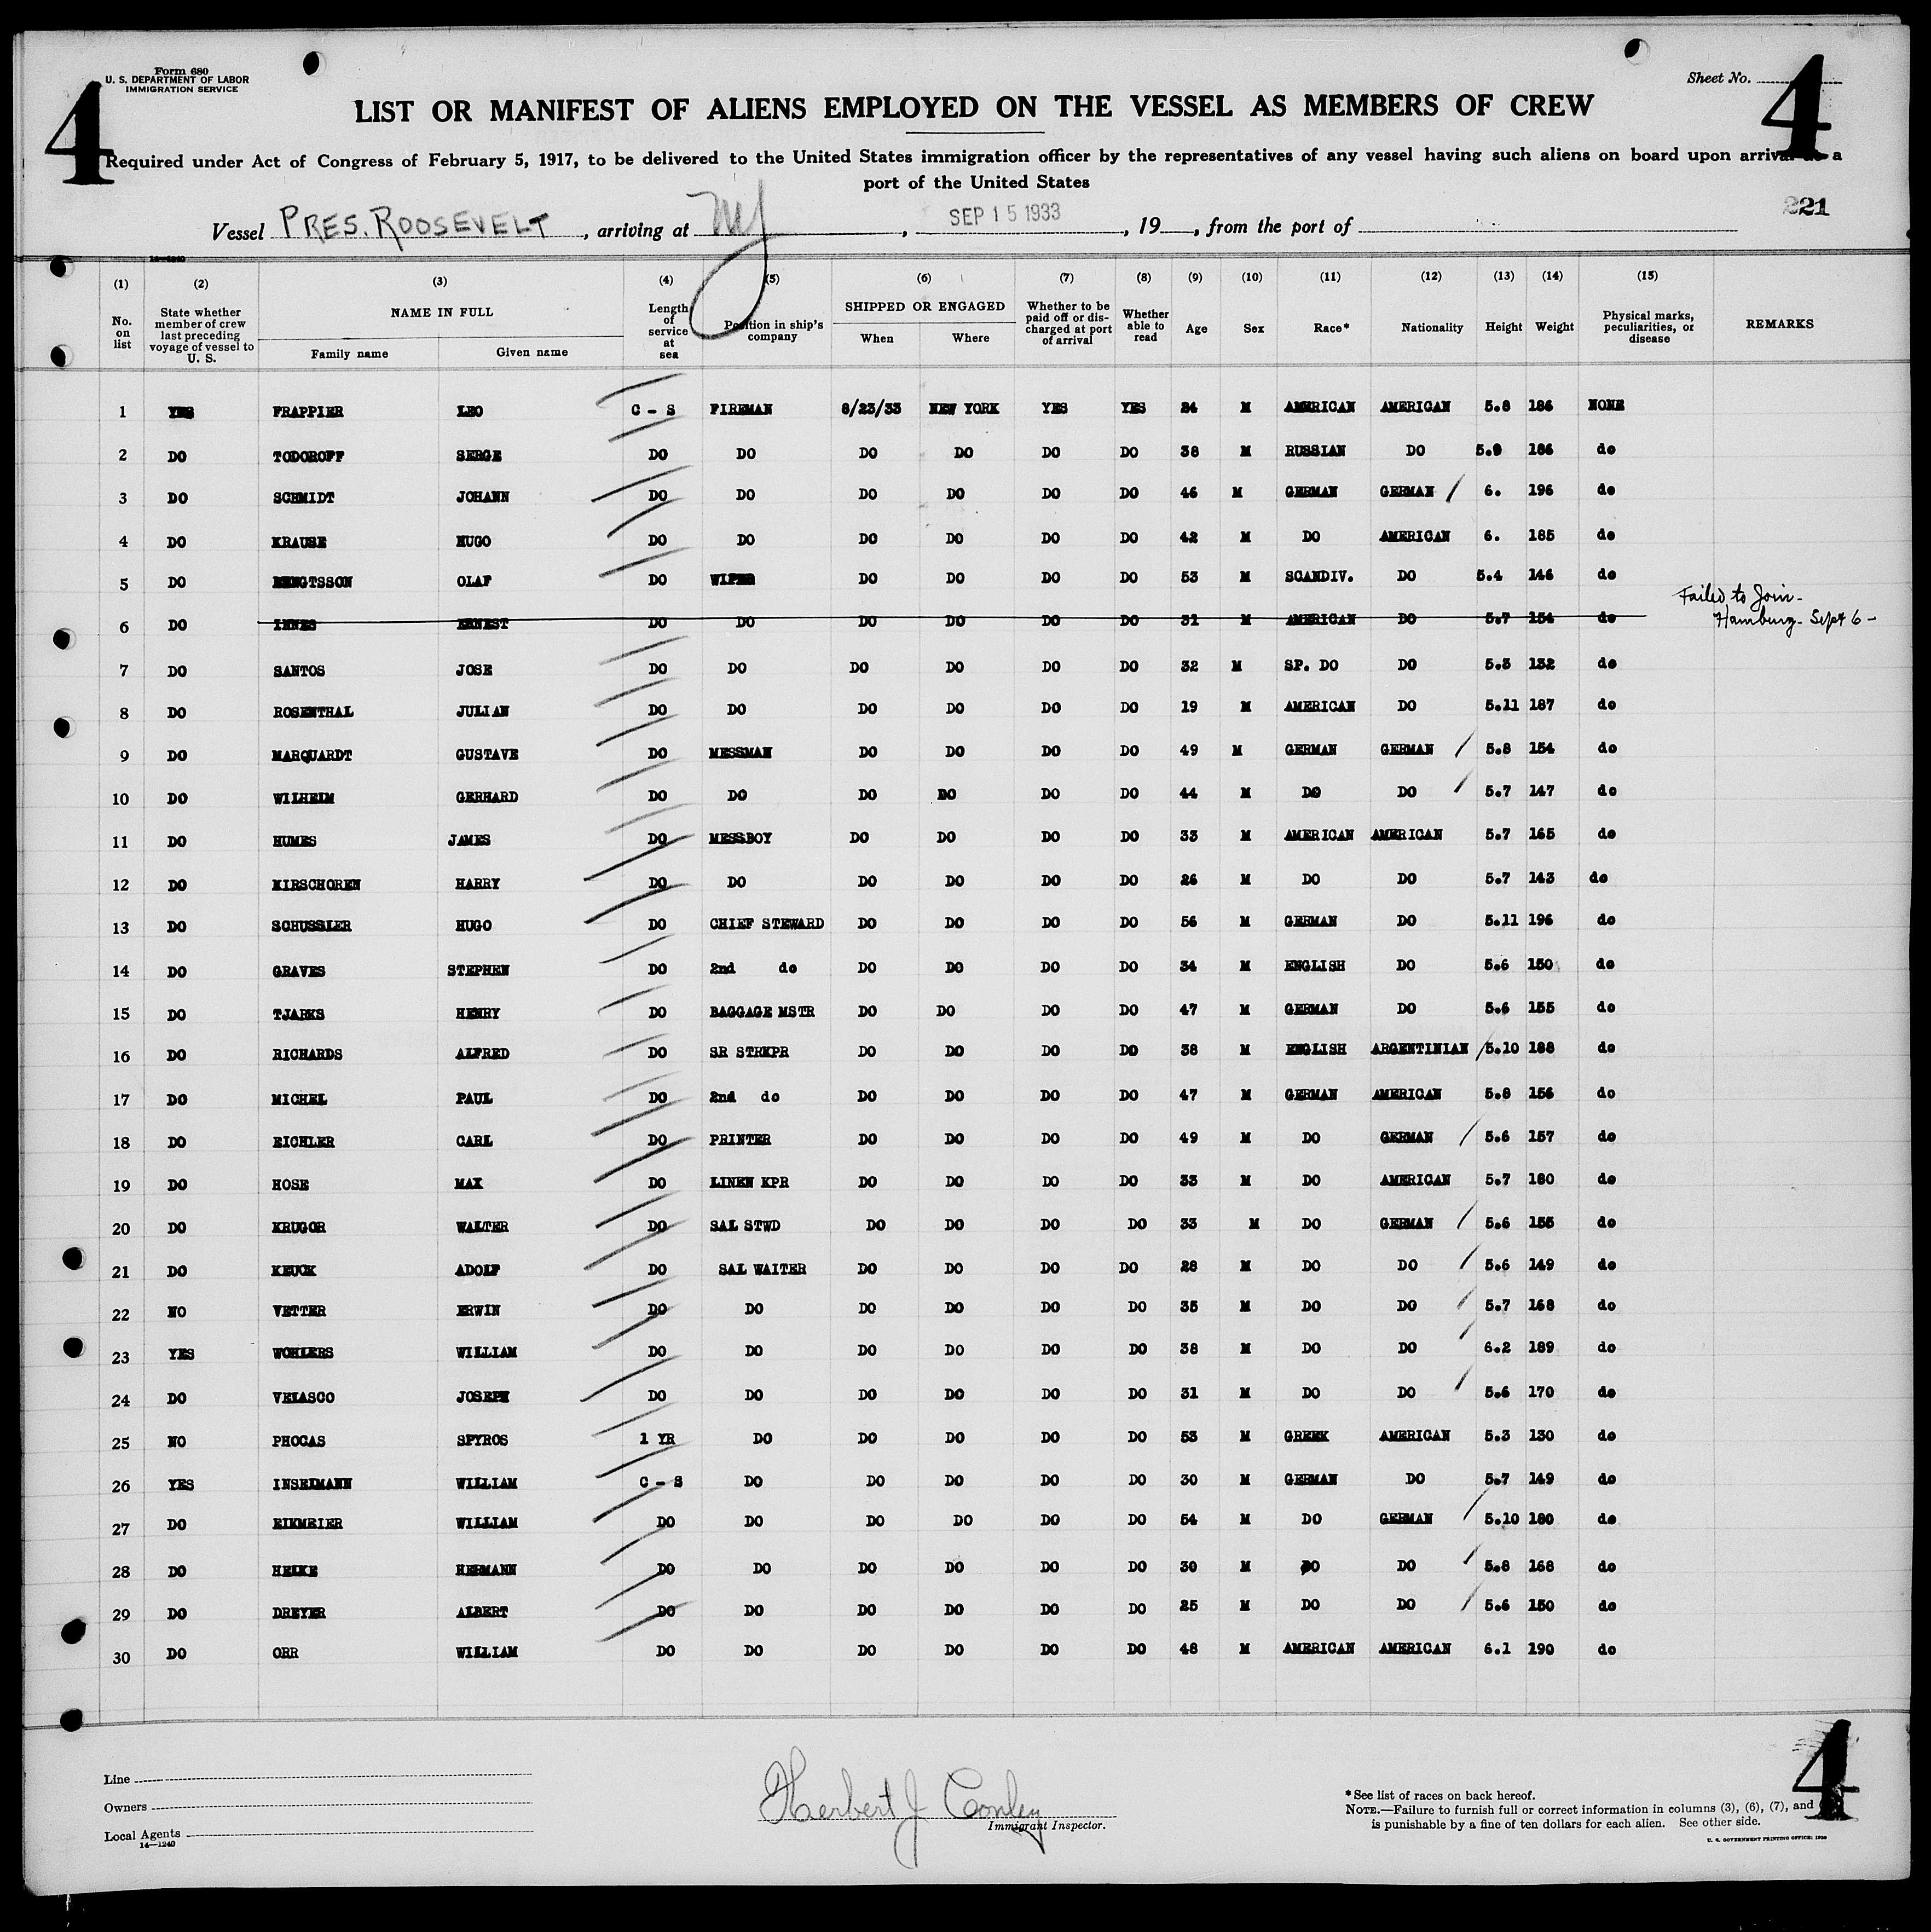 Form 680
U. S. DEPARTMENT OF LABOR
IMMIGRATION SERVICE
Sheet No.
4
4
LIST OR MANIFEST OF ALIENS EMPLOYED ON THE VESSEL AS MEMBERS OF CREW
Required under Act of Congress of February 5, 1917, to be delivered to the United States immigration officer by the representatives of any vessel having such aliens on board upon arrival at a
port of the United States
221
Vessel PRES. ROOSEVELT, arriving at NY, SEP 15 1933, 19, from the port of
14—1240
(1) (2) (3) (4) (5) (6) (7) (8) (9) (10) (11) (12) (13) (14) (15)
No. on list State whether member of crew last preceding voyage of vessel to U. S. NAME IN FULL Family name Given name Length of service at sea Position in ship's company SHIPPED OR ENGAGED When Where Whether to be paid off or discharged at port of arrival Whether able to read Age Sex Race* Nationality Height Weight Physical marks, peculiarities, or disease REMARKS
1 YES FRAPPIER LEO C - S FIREMAN 8/23/33 NEW YORK YES YES 24 M AMERICAN AMERICAN 5.8 186 NONE
2 DO TODOROFF SERGE DO DO DO DO DO DO 38 M RUSSIAN DO 5.9 186 do
3 DO SCHMIDT JOHANN DO DO DO DO DO DO 46 M GERMAN GERMAN / 6. 196 do
4 DO KRAUSE HUGO DO DO DO DO DO DO 42 M DO AMERICAN 6. 185 do
5 DO BENGTSSON OLAF DO WIPER DO DO DO DO 53 M SCANDIV. DO 5.4 146 do
6 DO INNES ERNEST DO DO DO DO DO DO 31 M AMERICAN DO 5.7 154 do Failed to Join - Hamburg - Sept 6 -
7 DO SANTOS JOSE DO DO DO DO DO DO 32 M SP. DO DO 5.3 132 do
8 DO ROSENTHAL JULIAN DO DO DO DO DO DO 19 M AMERICAN DO 5.11 187 do
9 DO MARQUARDT GUSTAVE DO MESSMAN DO DO DO DO 49 M GERMAN GERMAN / 5.8 154 do
10 DO WILHEIM GERHARD DO DO DO DO DO DO 44 M DO DO / 5.7 147 do
11 DO HUMES JAMES DO MESSBOY DO DO DO DO 33 M AMERICAN AMERICAN 5.7 165 do
12 DO KIRSCHOREN HARRY DO DO DO DO DO DO 26 M DO DO 5.7 143 do
13 DO SCHUSSLER HUGO DO CHIEF STEWARD DO DO DO DO 56 M GERMAN DO 5.11 196 do
14 DO GRAVES STEPHEN DO 2nd do DO DO DO DO 34 M ENGLISH DO 5.6 150 do
15 DO TJARKS HENRY DO BAGGAGE MSTR DO DO DO DO 47 M GERMAN DO 5.6 155 do
16 DO RICHARDS ALFRED DO SR STRKPR DO DO DO DO 38 M ENGLISH ARGENTINIAN / 5.10 188 do
17 DO MICHEL PAUL DO 2nd do DO DO DO DO 47 M GERMAN AMERICAN 5.8 156 do
18 DO EICHLER CARL DO PRINTER DO DO DO DO 49 M DO GERMAN / 5.6 157 do
19 DO HOSE MAX DO LINEN KPR DO DO DO DO 33 M DO AMERICAN 5.7 180 do
20 DO KRUGOR WALTER DO SAL STWD DO DO DO DO 33 M DO GERMAN / 5.6 155 do
21 DO KEUCK ADOLF DO SAL WAITER DO DO DO DO 28 M DO DO / 5.6 149 do
22 NO VETTER ERWIN DO DO DO DO DO DO 35 M DO DO / 5.7 168 do
23 YES WOHLERS WILLIAM DO DO DO DO DO DO 38 M DO DO / 6.2 189 do
24 DO VELASCO JOSEPH DO DO DO DO DO DO 31 M DO DO / 5.6 170 do
25 NO PHOCAS SPYROS 1 YR DO DO DO DO DO 53 M GREEK AMERICAN 5.3 130 do
26 YES INSELMANN WILLIAM C - S DO DO DO DO DO 30 M GERMAN DO 5.7 149 do
27 DO EIKMEIER WILLIAM DO DO DO DO DO DO 54 M DO GERMAN / 5.10 180 do
28 DO HELKE HERMANN DO DO DO DO DO DO 30 M DO DO / 5.8 168 do
29 DO DREYER ALBERT DO DO DO DO DO DO 25 M DO DO / 5.6 150 do
30 DO ORR WILLIAM DO DO DO DO DO DO 48 M AMERICAN AMERICAN 6.1 190 do
Line
Owners
Local Agents
14—1240
Herbert J Conley
Immigrant Inspector.
*See list of races on back hereof.
NOTE.—Failure to furnish full or correct information in columns (3), (6), (7), and
is punishable by a fine of ten dollars for each alien. See other side.
U. S. GOVERNMENT PRINTING OFFICE: 1930
4